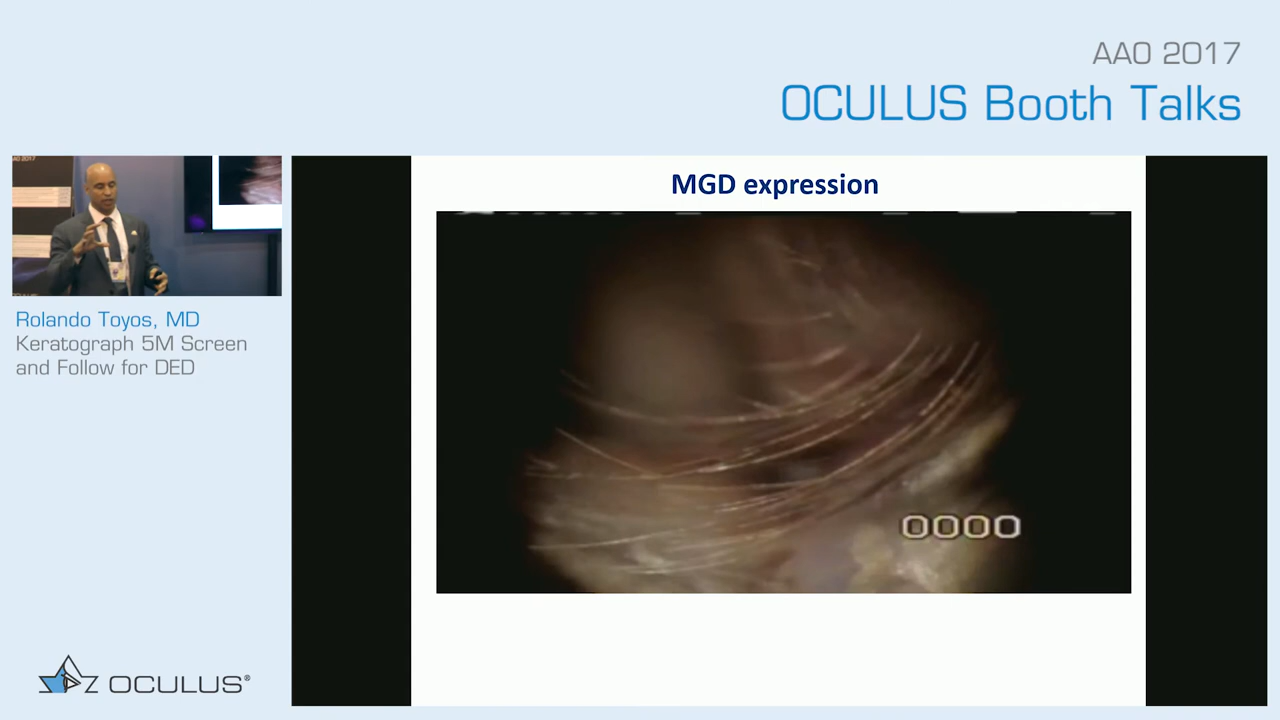 AAO 2017
OCULUS Booth Talks
MGD expression
0000
Rolando Toyos, MD
Keratograph 5M Screen
and Follow for DED
OCULUS®